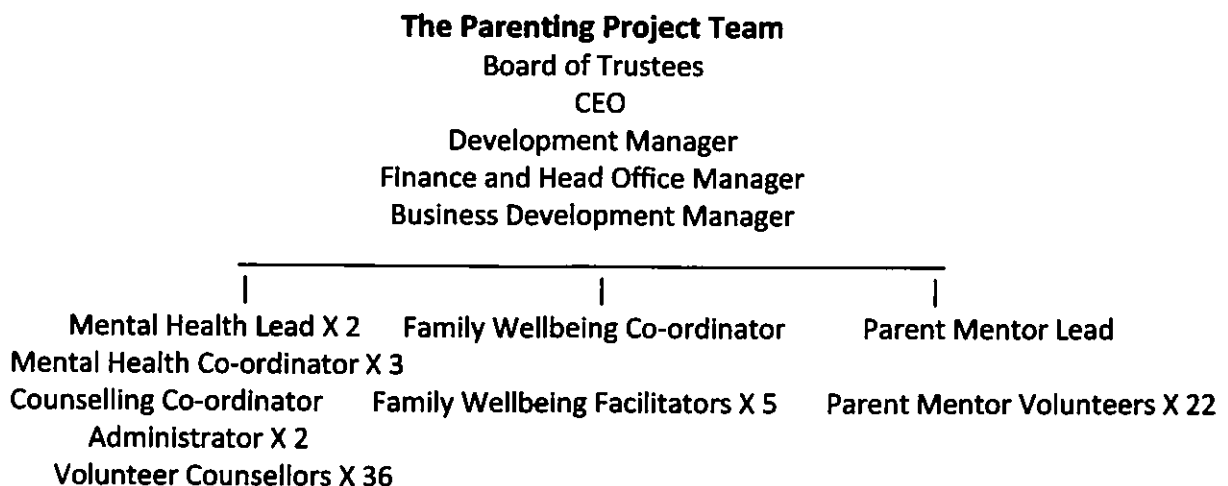 The Parenting Project Team
Board of Trustees
CEO
Development Manager
Finance and Head Office Manager
Business Development Manager
Mental Health Lead X 2 Family Wellbeing Co-ordinator Parent Mentor Lead
Mental Health Co-ordinator X 3
Counselling Co-ordinator Family Wellbeing Facilitators X 5 Parent Mentor Volunteers X 22
Administrator X 2
Volunteer Counsellors X 36